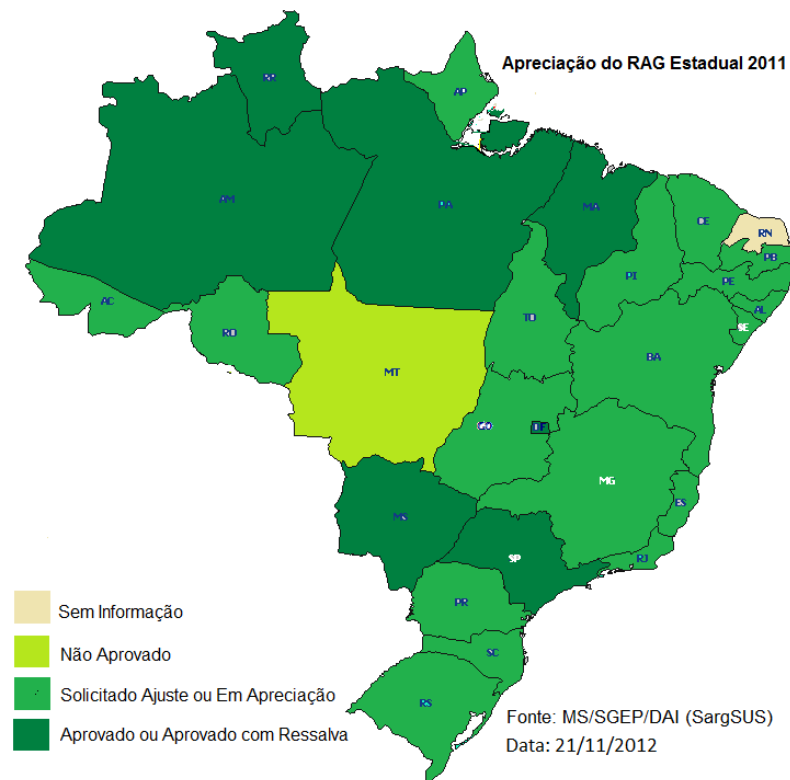 Apreciação do RAG Estadual 2011
RR
AP
AM
PA
MA
CE
RN
PB
PI
PE
AC
AL
TO
SE
RO
BA
MT
GO
DF
MG
ES
MS
SP
RJ
PR
SC
RS
Sem Informação
Não Aprovado
Solicitado Ajuste ou Em Apreciação
Aprovado ou Aprovado com Ressalva
Fonte: MS/SGEP/DAI (SargSUS)
Data: 21/11/2012